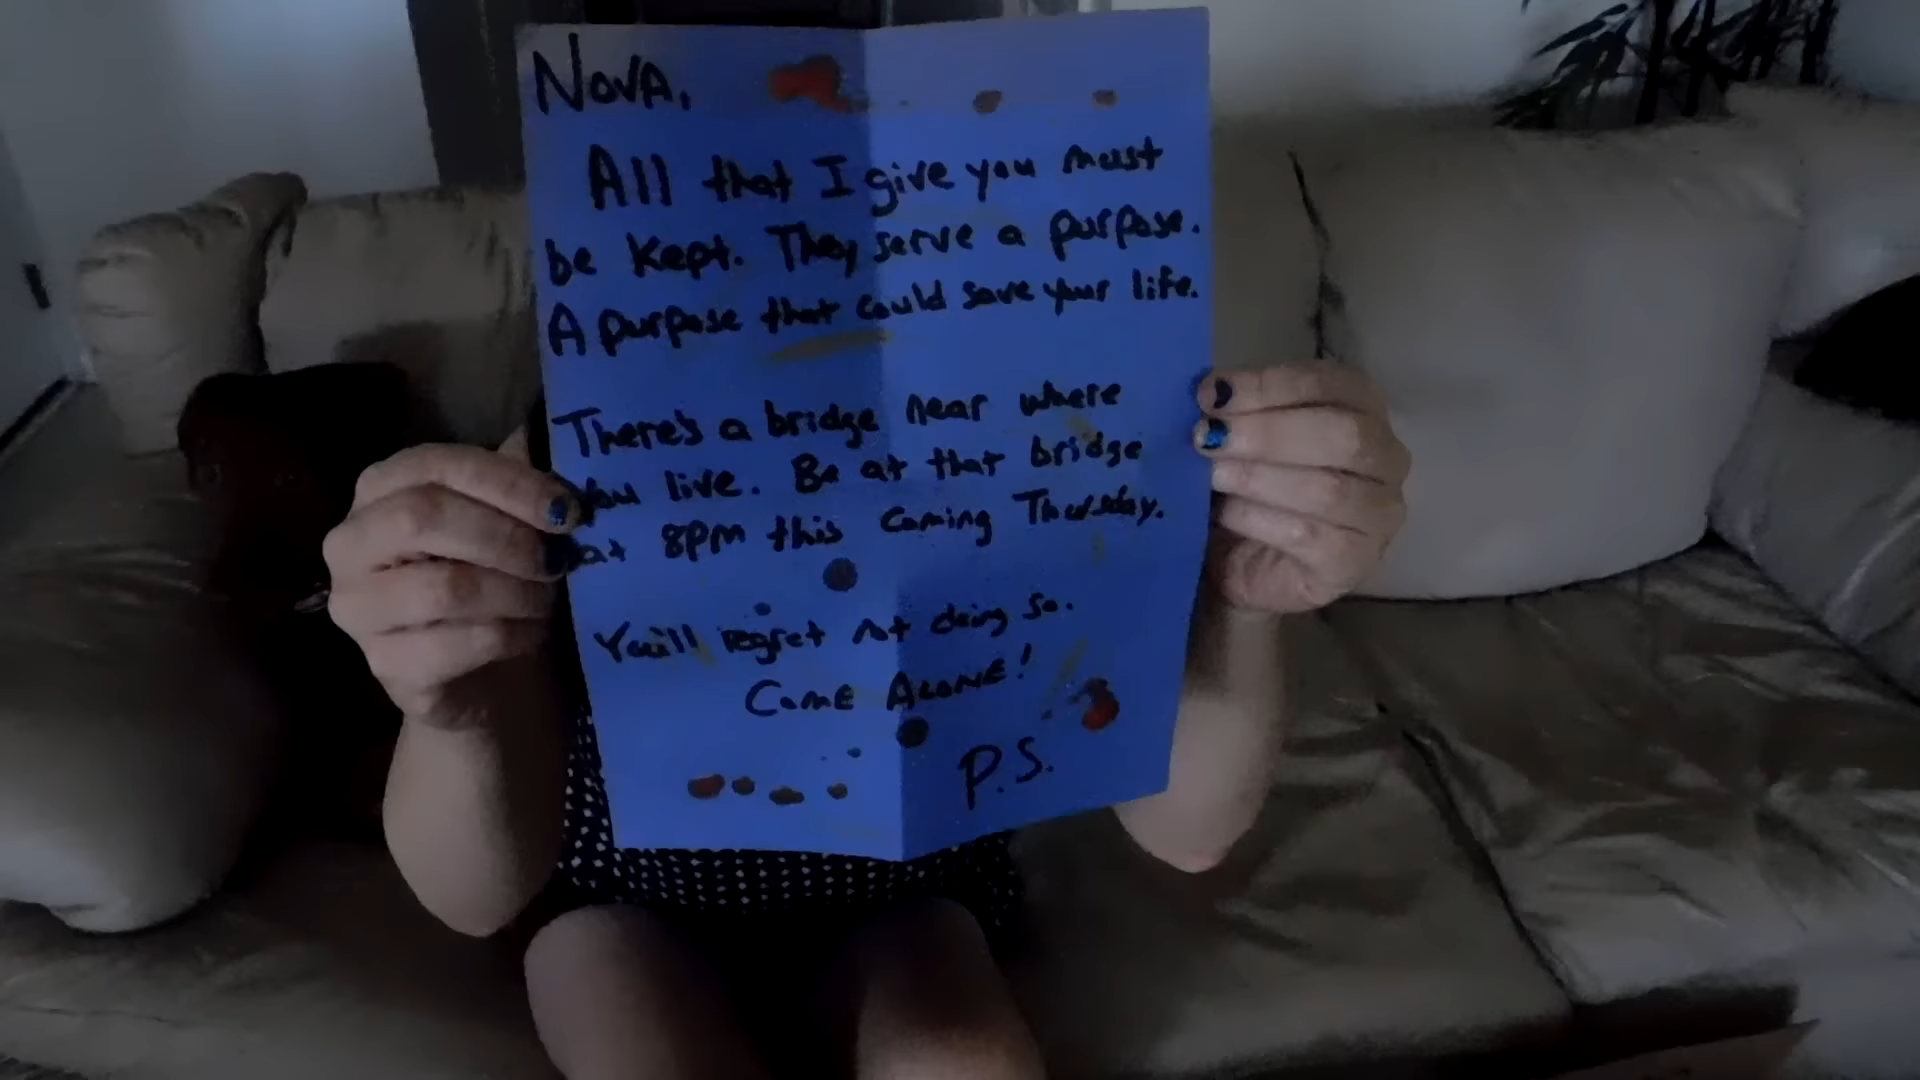 NOVA,
All that I give you must
be kept. They serve a purpose.
A purpose that could save your life.
There's a bridge near where
you live. Be at that bridge
at 8PM this coming Thursday.
You'll regret not doing so.
COME ALONE!
P.S.